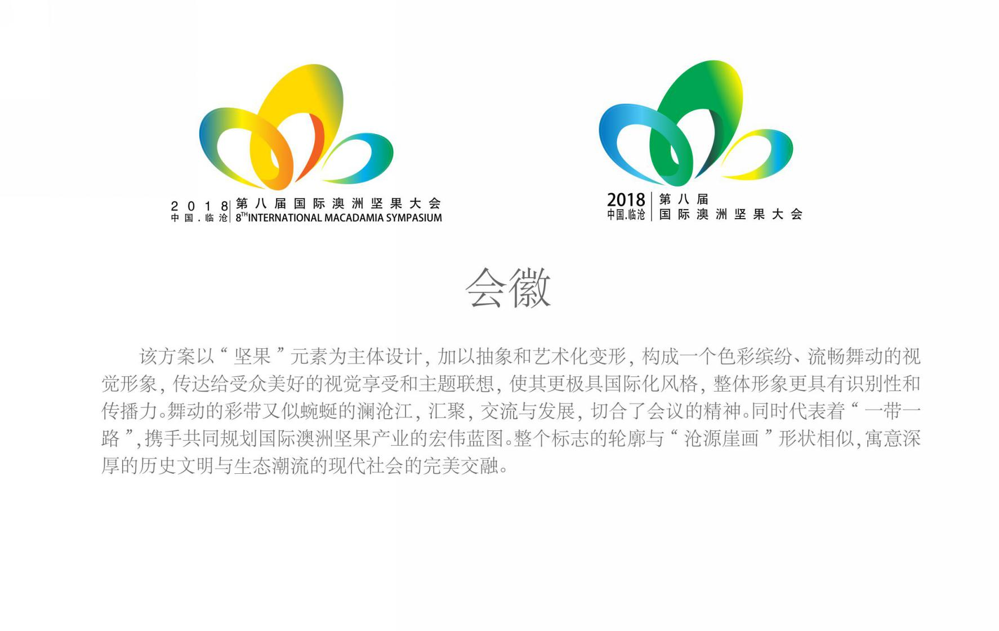 2018 第八届国际澳洲坚果大会
中国.临沧 8TH INTERNATIONAL MACADAMIA SYMPASIUM
2018 第八届
中国.临沧 国际澳洲坚果大会
会徽
该方案以“坚果”元素为主体设计,加以抽象和艺术化变形,构成一个色彩缤纷、流畅舞动的视
觉形象,传达给受众美好的视觉享受和主题联想,使其更极具国际化风格,整体形象更具有识别性和
传播力。舞动的彩带又似蜿蜒的澜沧江,汇聚,交流与发展,切合了会议的精神。同时代表着“一带一
路”,携手共同规划国际澳洲坚果产业的宏伟蓝图。整个标志的轮廓与“沧源崖画”形状相似,寓意深
厚的历史文明与生态潮流的现代社会的完美交融。